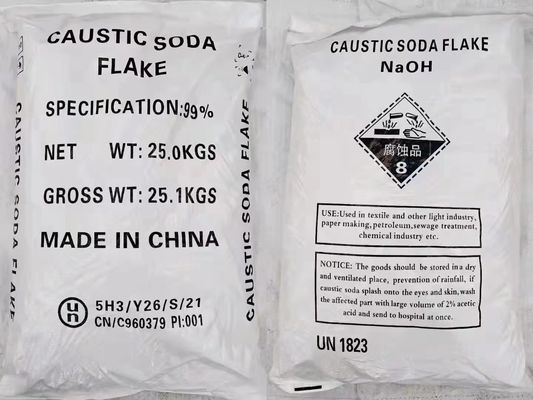 CAUSTIC SODA
FLAKE
SPECIFICATION:99%
NET WT: 25.0KGS
GROSS WT: 25.1KGS
MADE IN CHINA
un 5H3/Y26/S/21
CN/C960379 PI:001
CAUSTIC SODA FLAKE
CAUSTIC SODA FLAKE
CAUSTIC SODA FLAKE
NaOH
腐蚀品
8
USE:Used in textile and other light industry,
paper making,petroleum,sewage treatment,
chemical industry etc.
NOTICE: The goods should be stored in a dry
and ventilated place, prevention of rainfall, if
caustic soda splash onto the eyes and skin, wash
the affected part with large volume of 2% acetic
acid and send to hospital at once.
UN 1823